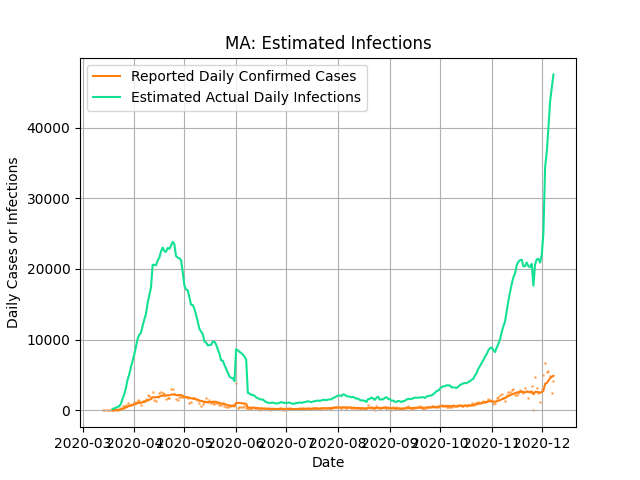 MA: Estimated Infections
Reported Daily Confirmed Cases
Estimated Actual Daily Infections
Daily Cases or Infections
40000
30000
20000
10000
0
2020-03 2020-04 2020-05 2020-06 2020-07 2020-08 2020-09 2020-10 2020-11 2020-12
Date